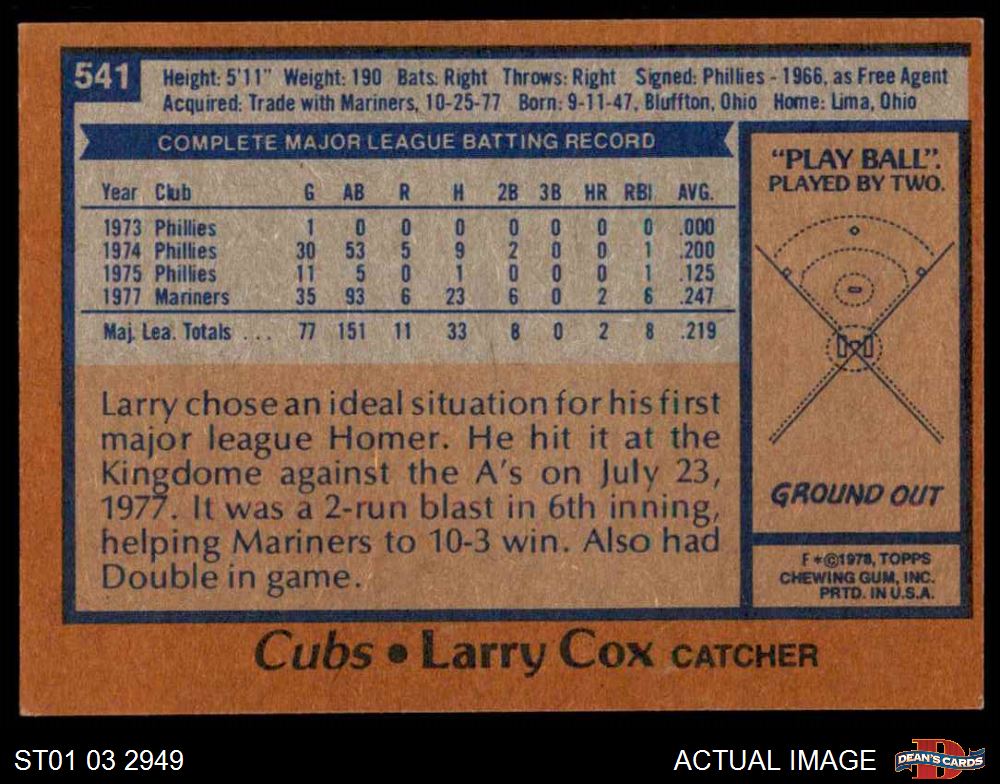 541
Height: 5'11" Weight: 190 Bats: Right Throws: Right Signed: Phillies - 1966, as Free Agent
Acquired: Trade with Mariners, 10-25-77 Born: 9-11-47, Bluffton, Ohio Home: Lima, Ohio
COMPLETE MAJOR LEAGUE BATTING RECORD
Year Club G AB R H 2B 3B HR RBI AVG.
1973 Phillies 1 0 0 0 0 0 0 0 .000
1974 Phillies 30 53 5 9 2 0 0 1 .200
1975 Phillies 11 5 0 1 0 0 0 1 .125
1977 Mariners 35 93 6 23 6 0 2 6 .247
Maj. Lea. Totals ... 77 151 11 33 8 0 2 8 .219
Larry chose an ideal situation for his first
major league Homer. He hit it at the
Kingdome against the A's on July 23,
1977. It was a 2-run blast in 6th inning,
helping Mariners to 10-3 win. Also had
Double in game.
"PLAY BALL".
PLAYED BY TWO.
GROUND OUT
F*©1978, TOPPS
CHEWING GUM, INC.
PRTD. IN U.S.A.
Cubs • Larry Cox CATCHER
ST01 03 2949
ACTUAL IMAGE
DEAN'S CARDS